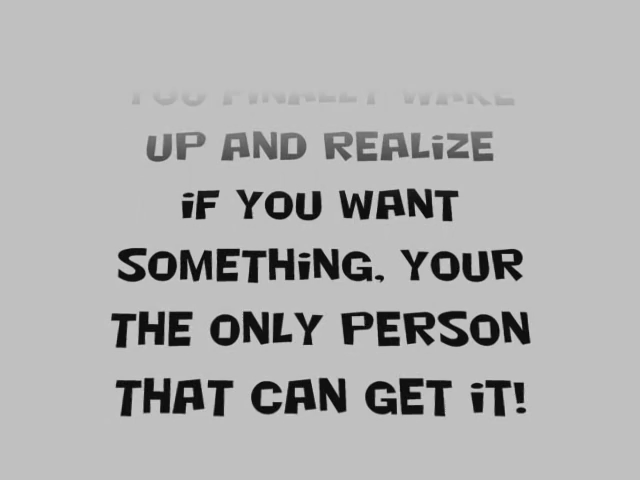 YOU FINALLY WAKE
UP AND REALiZE
iF YOU WANT
SOMETHiNG, YOUR
THE ONLY PERSON
THAT CAN GET iT!